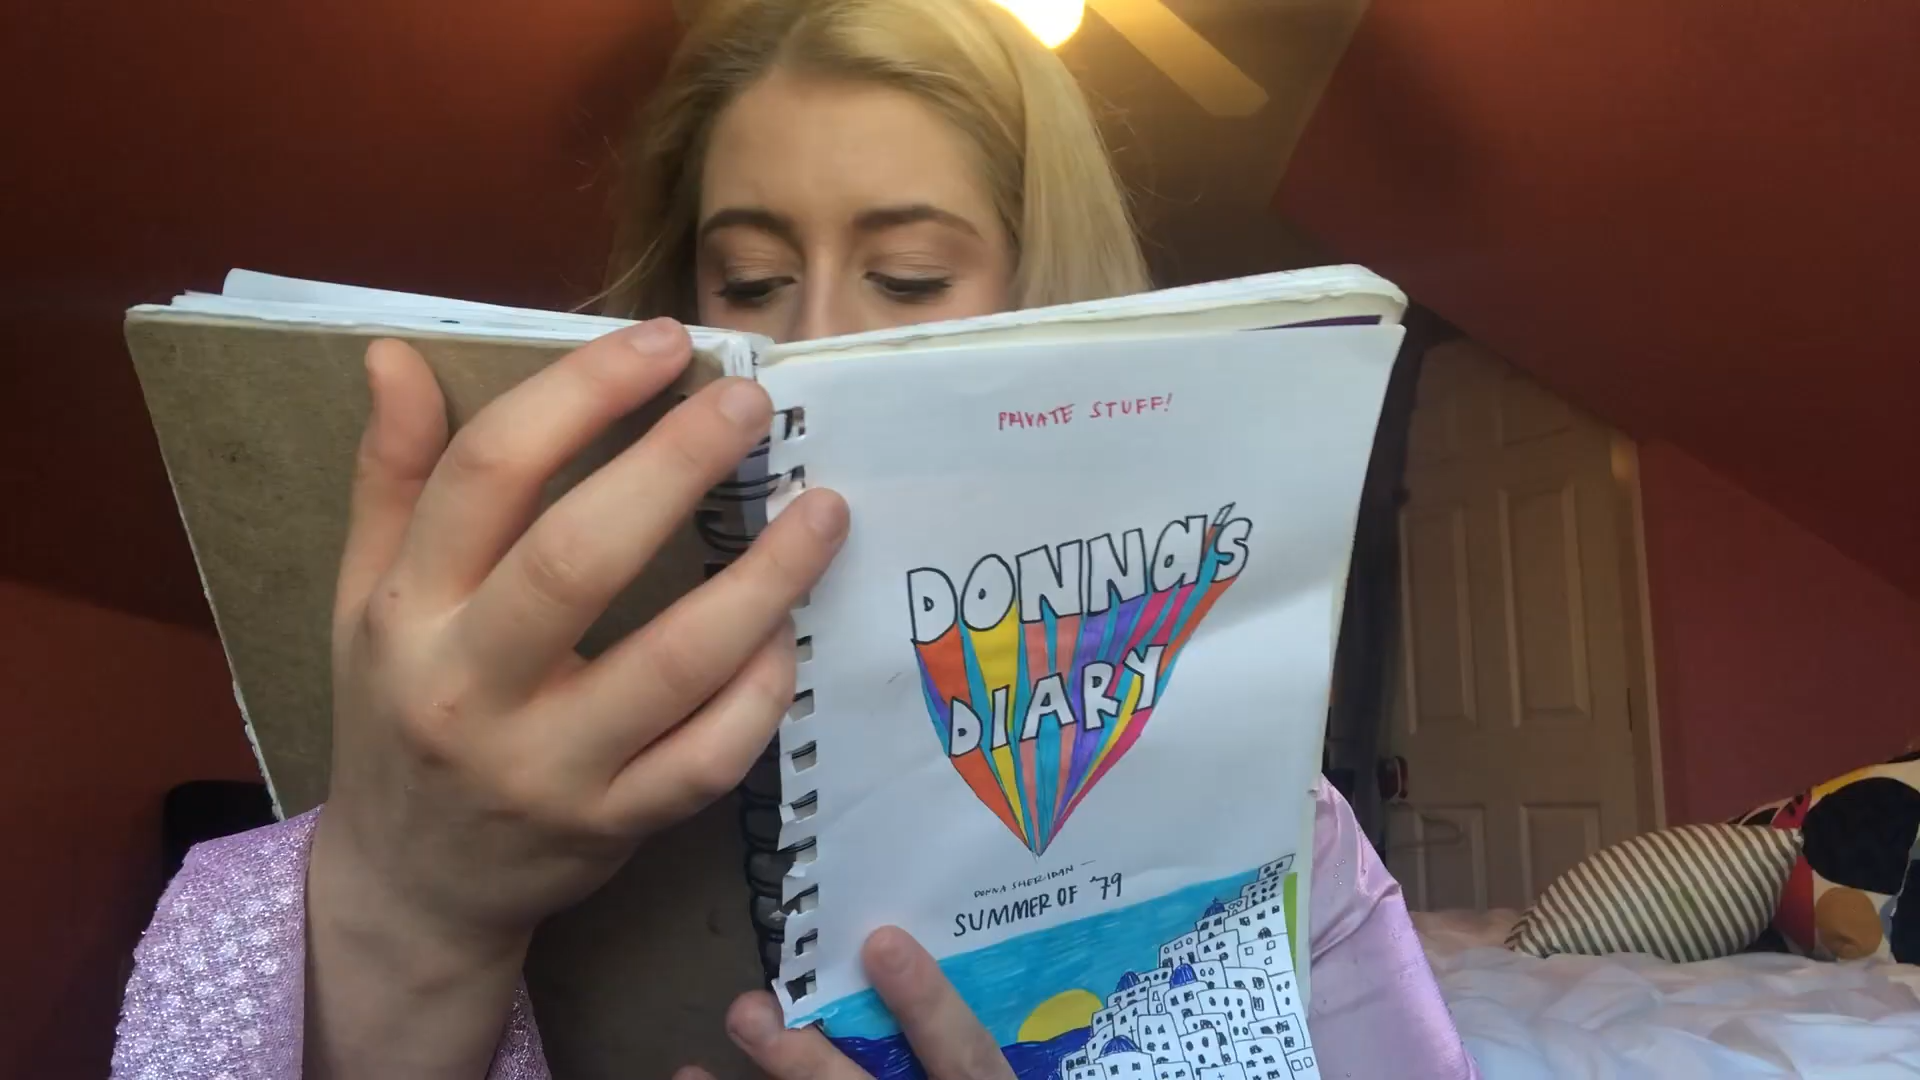 PRIVATE STUFF!
DONNA'S
DIARY
DONNA SHERIDAN —
SUMMER OF '79